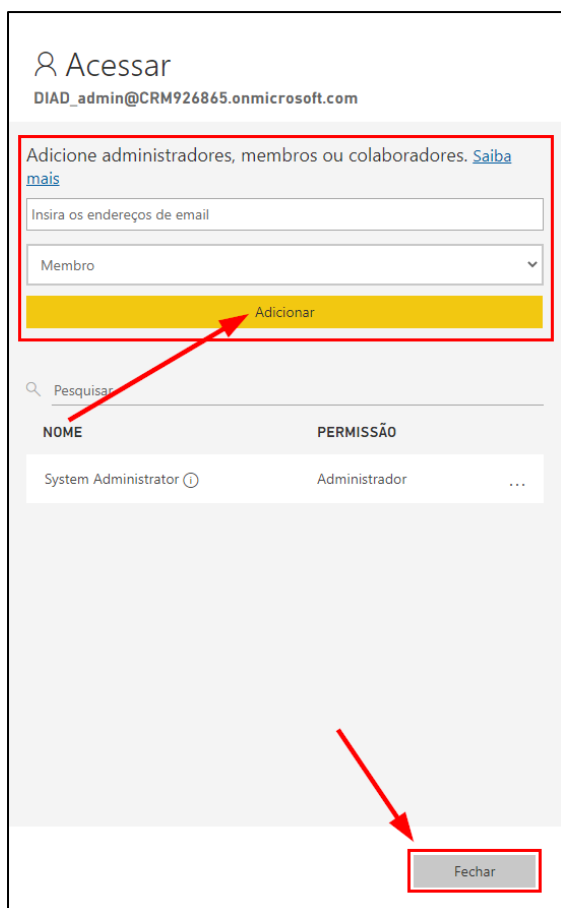 Acessar
DIAD_admin@CRM926865.onmicrosoft.com
Adicione administradores, membros ou colaboradores. Saiba
mais
Insira os endereços de email
Membro
Adicionar
Pesquisar
NOME PERMISSÃO
System Administrator Administrador ...
Fechar